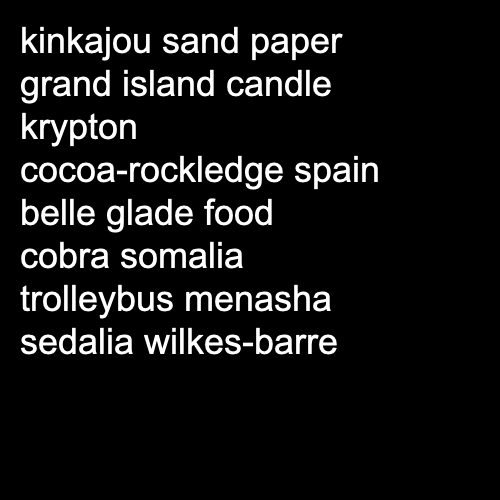 kinkajou sand paper
grand island candle
krypton
cocoa-rockledge spain
belle glade food
cobra somalia
trolleybus menasha
sedalia wilkes-barre